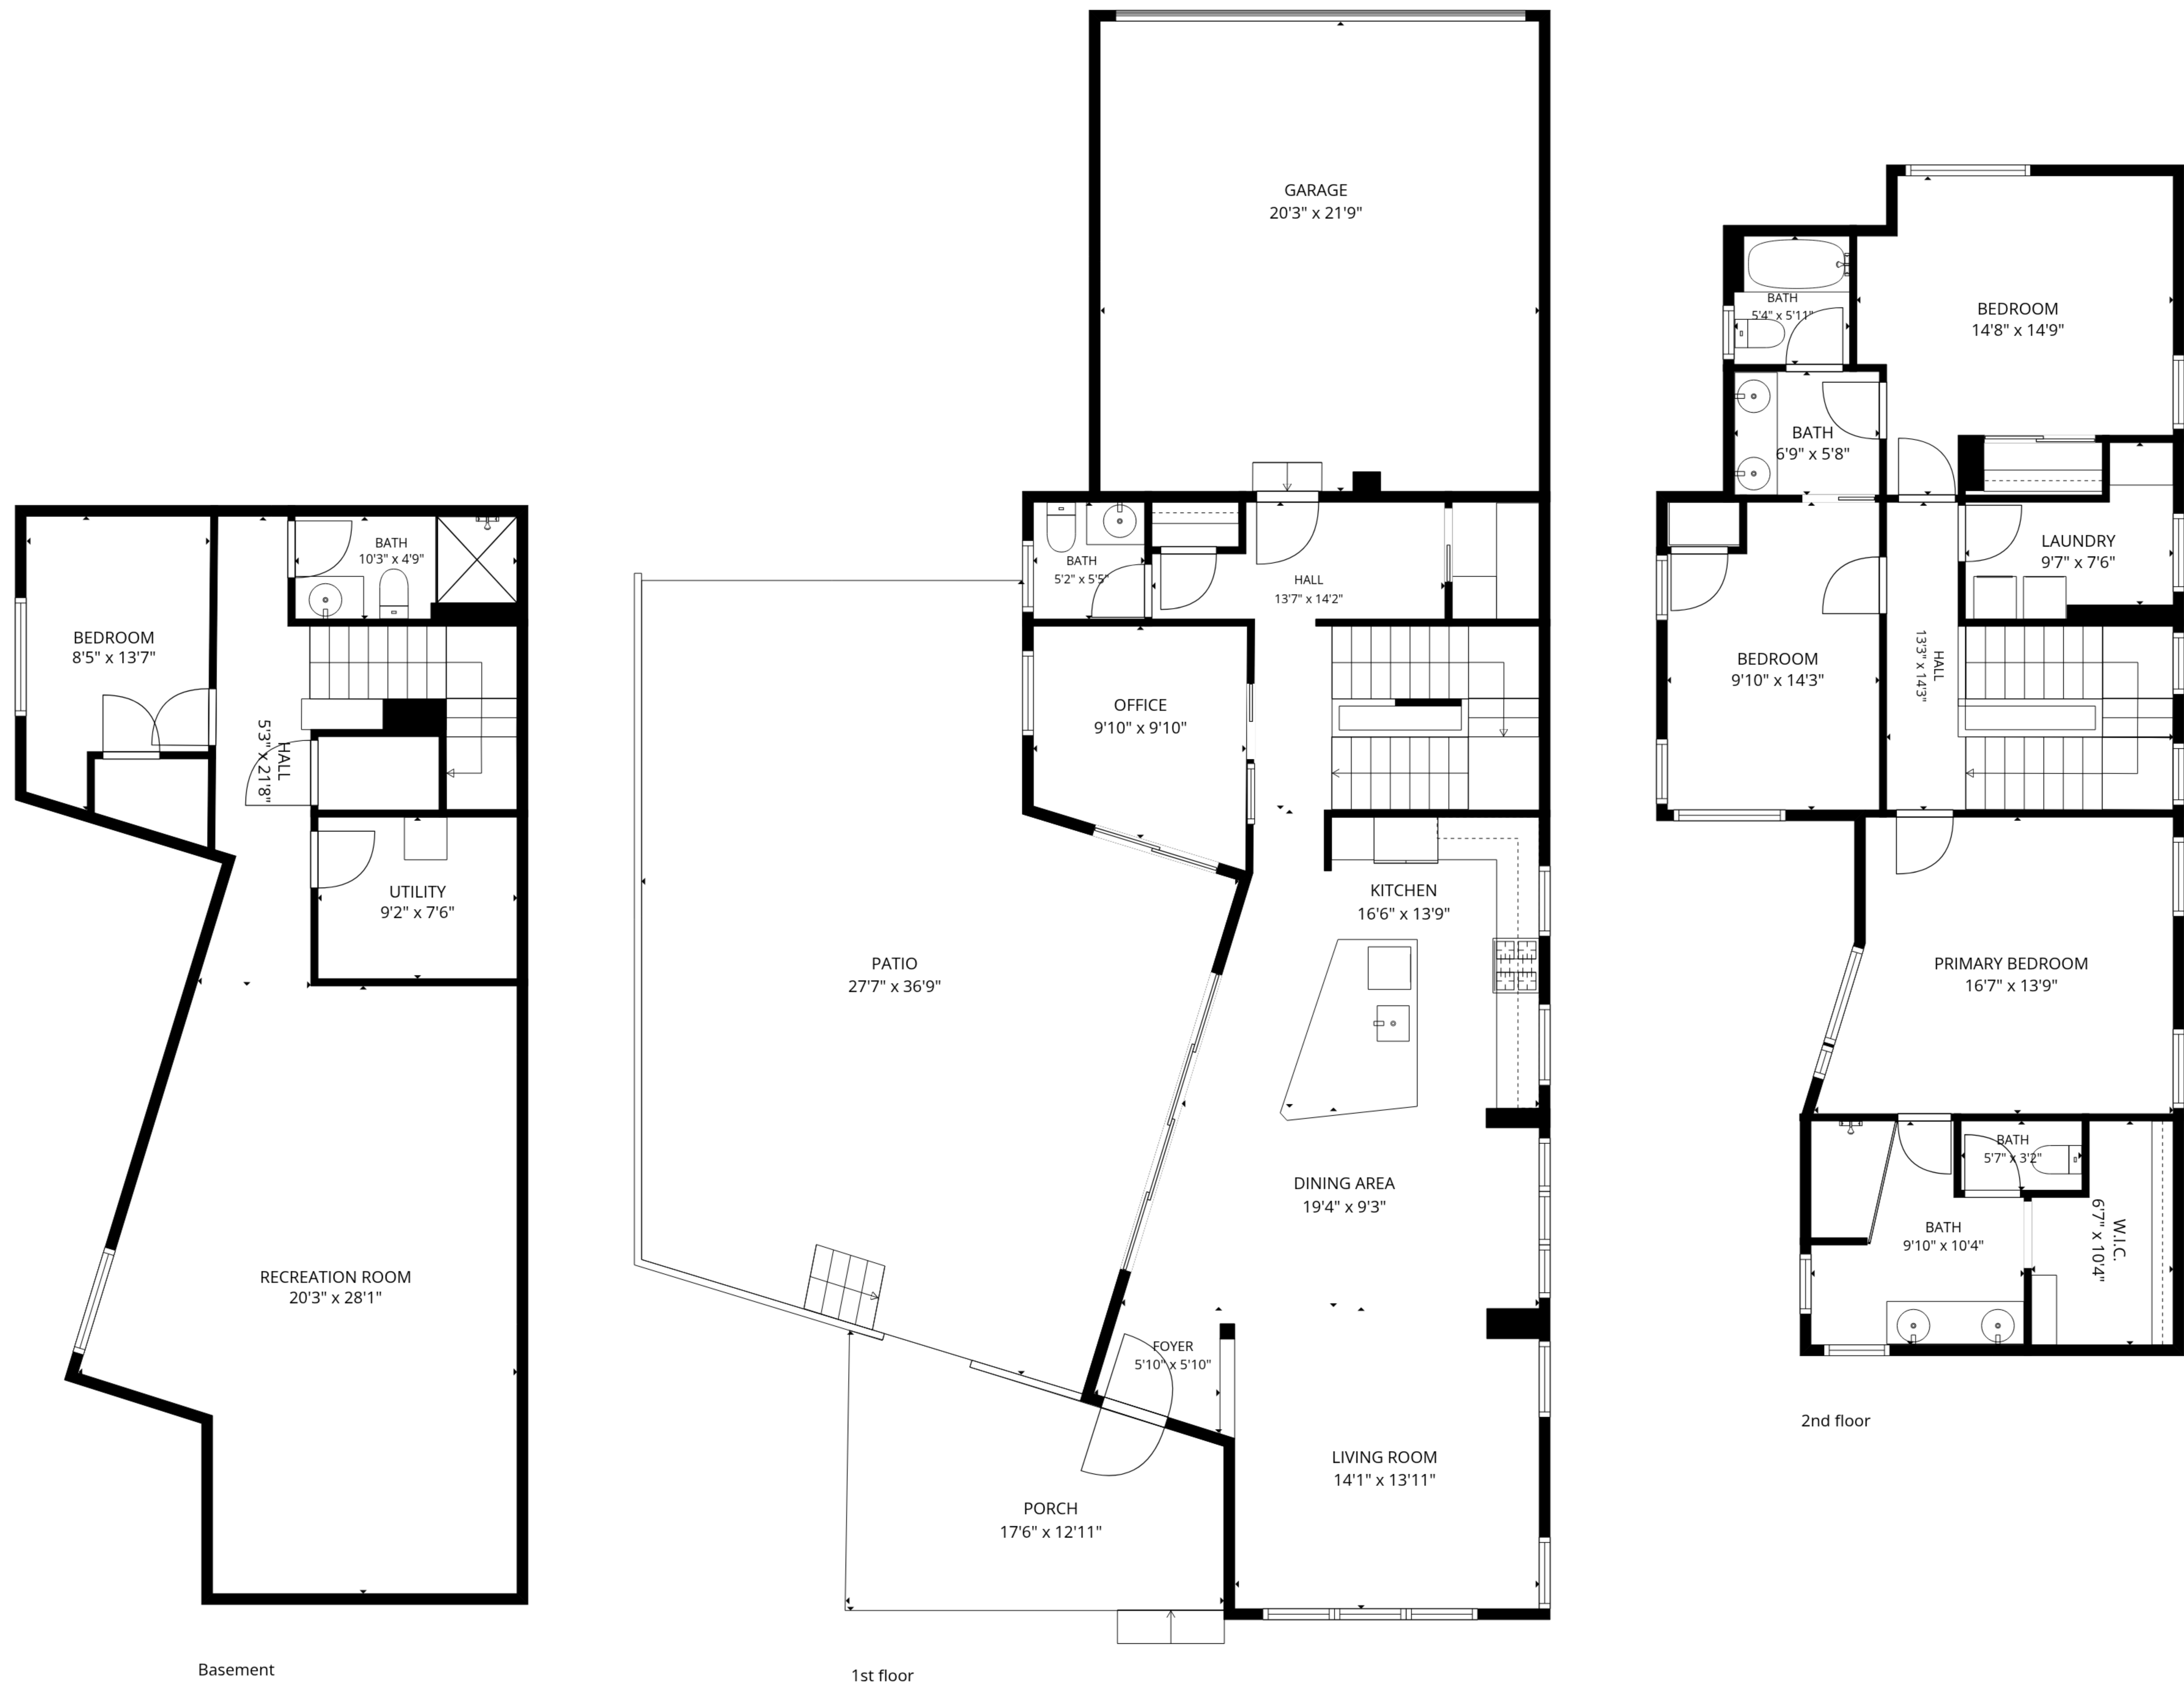 BATH
10'3" x 4'9"
BEDROOM
8'5" x 13'7"
HALL
5'3" x 21'8"
UTILITY
9'2" x 7'6"
RECREATION ROOM
20'3" x 28'1"
Basement
GARAGE
20'3" x 21'9"
BATH
5'2" x 5'5"
HALL
13'7" x 14'2"
OFFICE
9'10" x 9'10"
KITCHEN
16'6" x 13'9"
PATIO
27'7" x 36'9"
DINING AREA
19'4" x 9'3"
FOYER
5'10" x 5'10"
LIVING ROOM
14'1" x 13'11"
PORCH
17'6" x 12'11"
1st floor
BATH
5'4" x 5'11"
BEDROOM
14'8" x 14'9"
BATH
6'9" x 5'8"
LAUNDRY
9'7" x 7'6"
BEDROOM
9'10" x 14'3"
HALL
13'3" x 14'3"
PRIMARY BEDROOM
16'7" x 13'9"
BATH
5'7" x 3'2"
BATH
9'10" x 10'4"
W.I.C.
6'7" x 10'4"
2nd floor